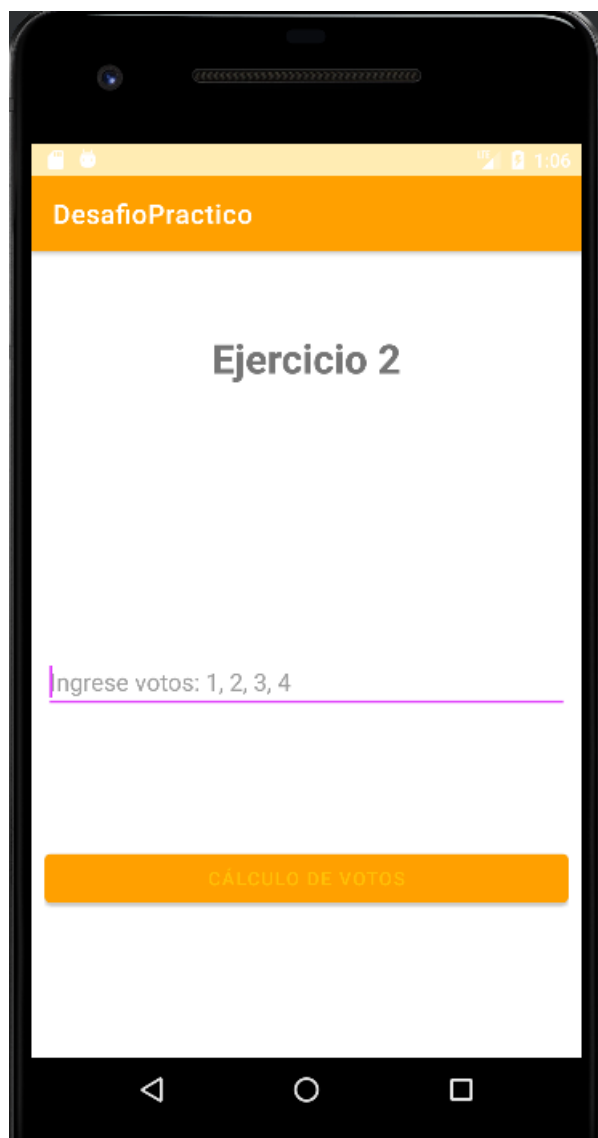 1:06
DesafioPractico
Ejercicio 2
Ingrese votos: 1, 2, 3, 4
CÁLCULO DE VOTOS